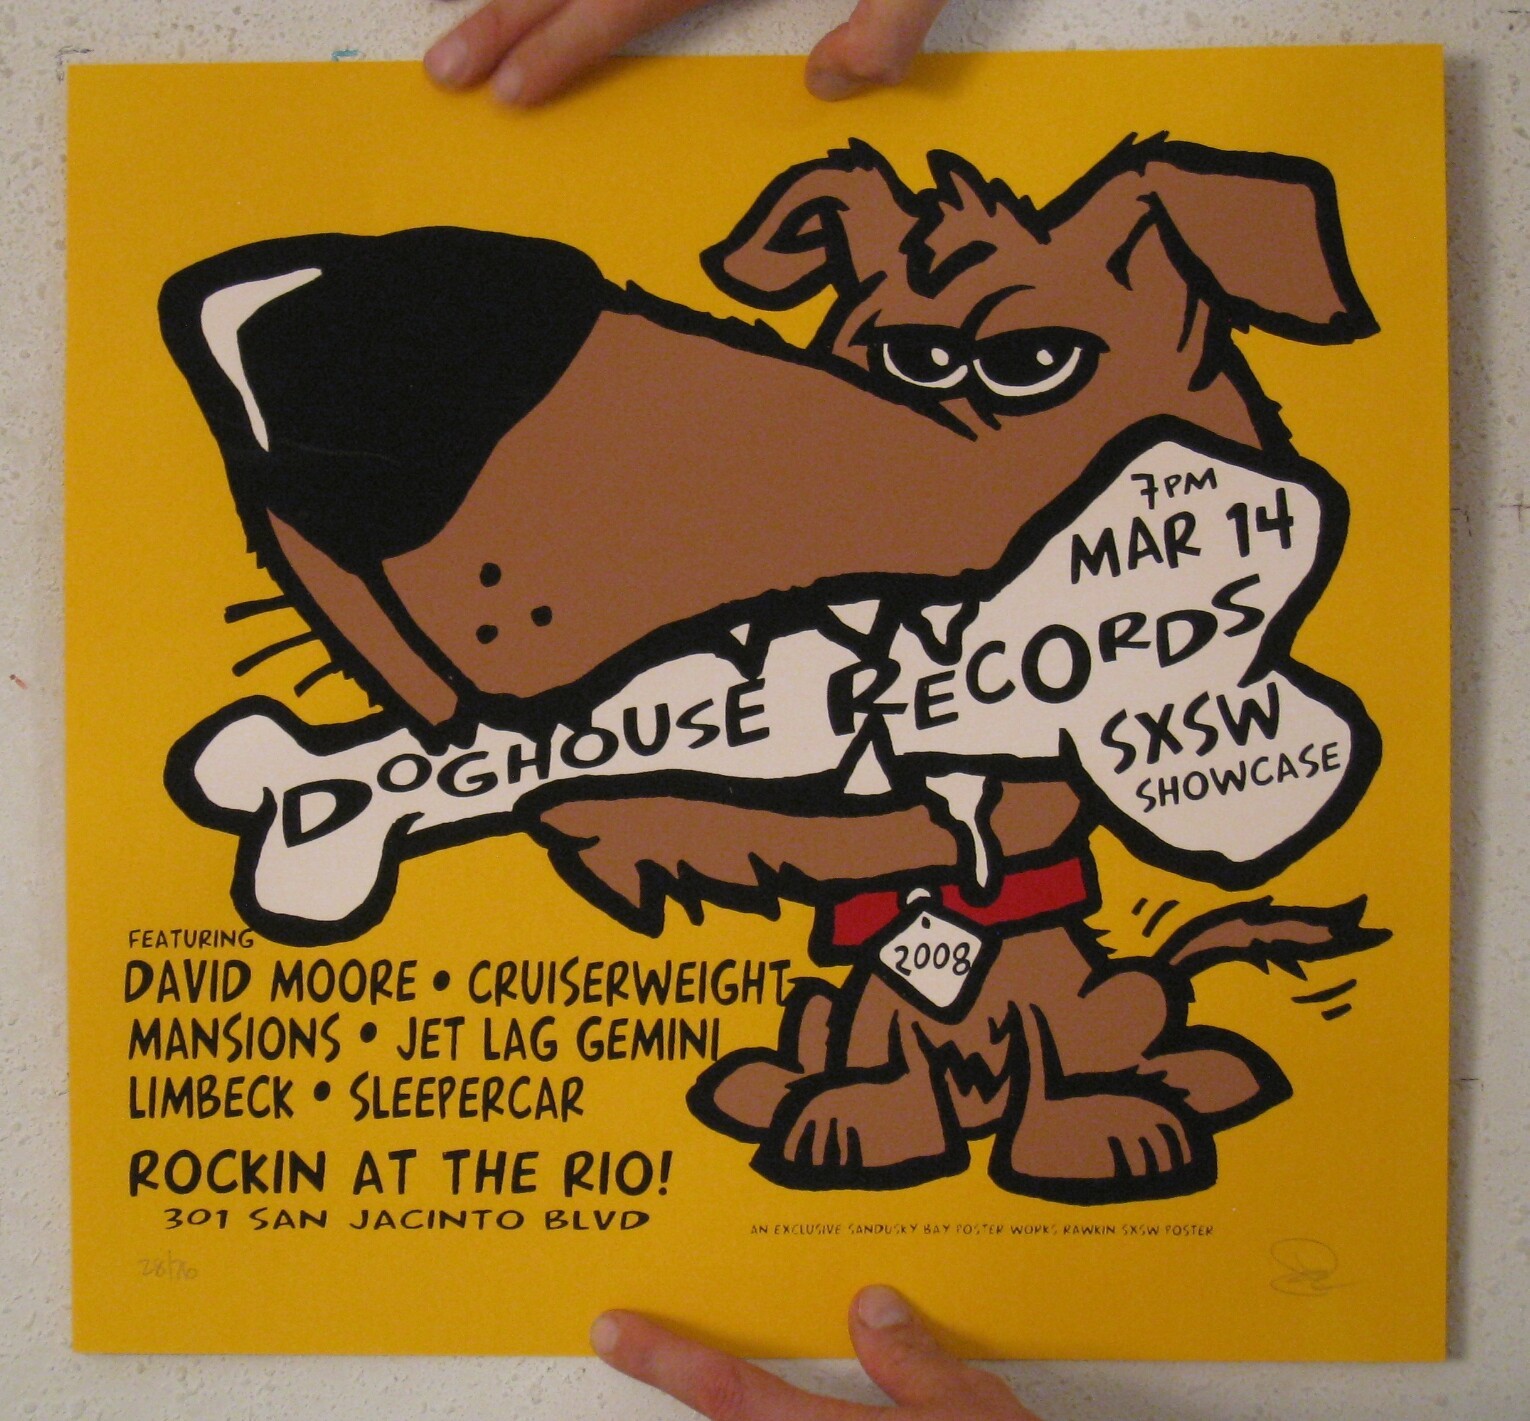 7PM
MAR 14
DOGHOUSE RECORDS
SXSW
SHOWCASE
2008
FEATURING
DAVID MOORE • CRUISERWEIGHT
MANSIONS • JET LAG GEMINI
LIMBECK • SLEEPERCAR
ROCKIN AT THE RIO!
301 SAN JACINTO BLVD
AN EXCLUSIVE SANDUSKY BAY POSTER WORKS RAWKIN SXSW POSTER